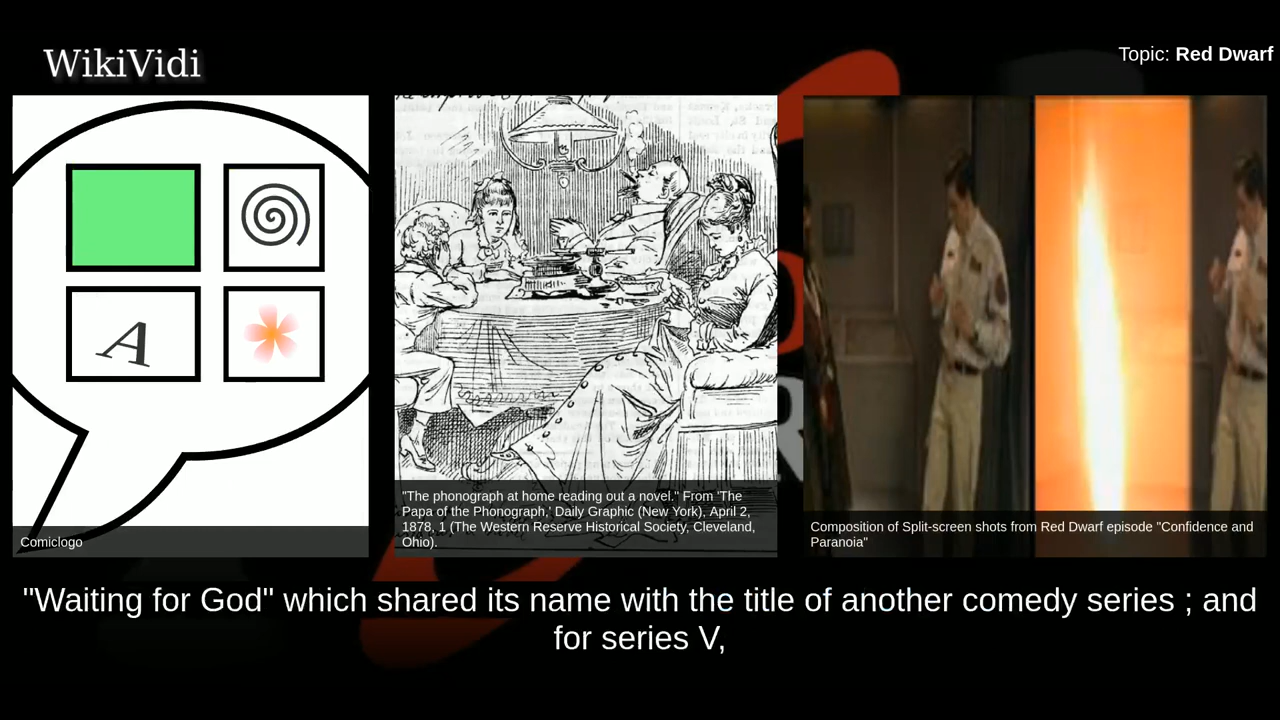 WikiVidi
Topic: Red Dwarf
A
Comiclogo
"The phonograph at home reading out a novel." From 'The
Papa of the Phonograph,' Daily Graphic (New York), April 2,
1878, 1 (The Western Reserve Historical Society, Cleveland,
Ohio).
Composition of Split-screen shots from Red Dwarf episode "Confidence and
Paranoia"
"Waiting for God" which shared its name with the title of another comedy series ; and
for series V,